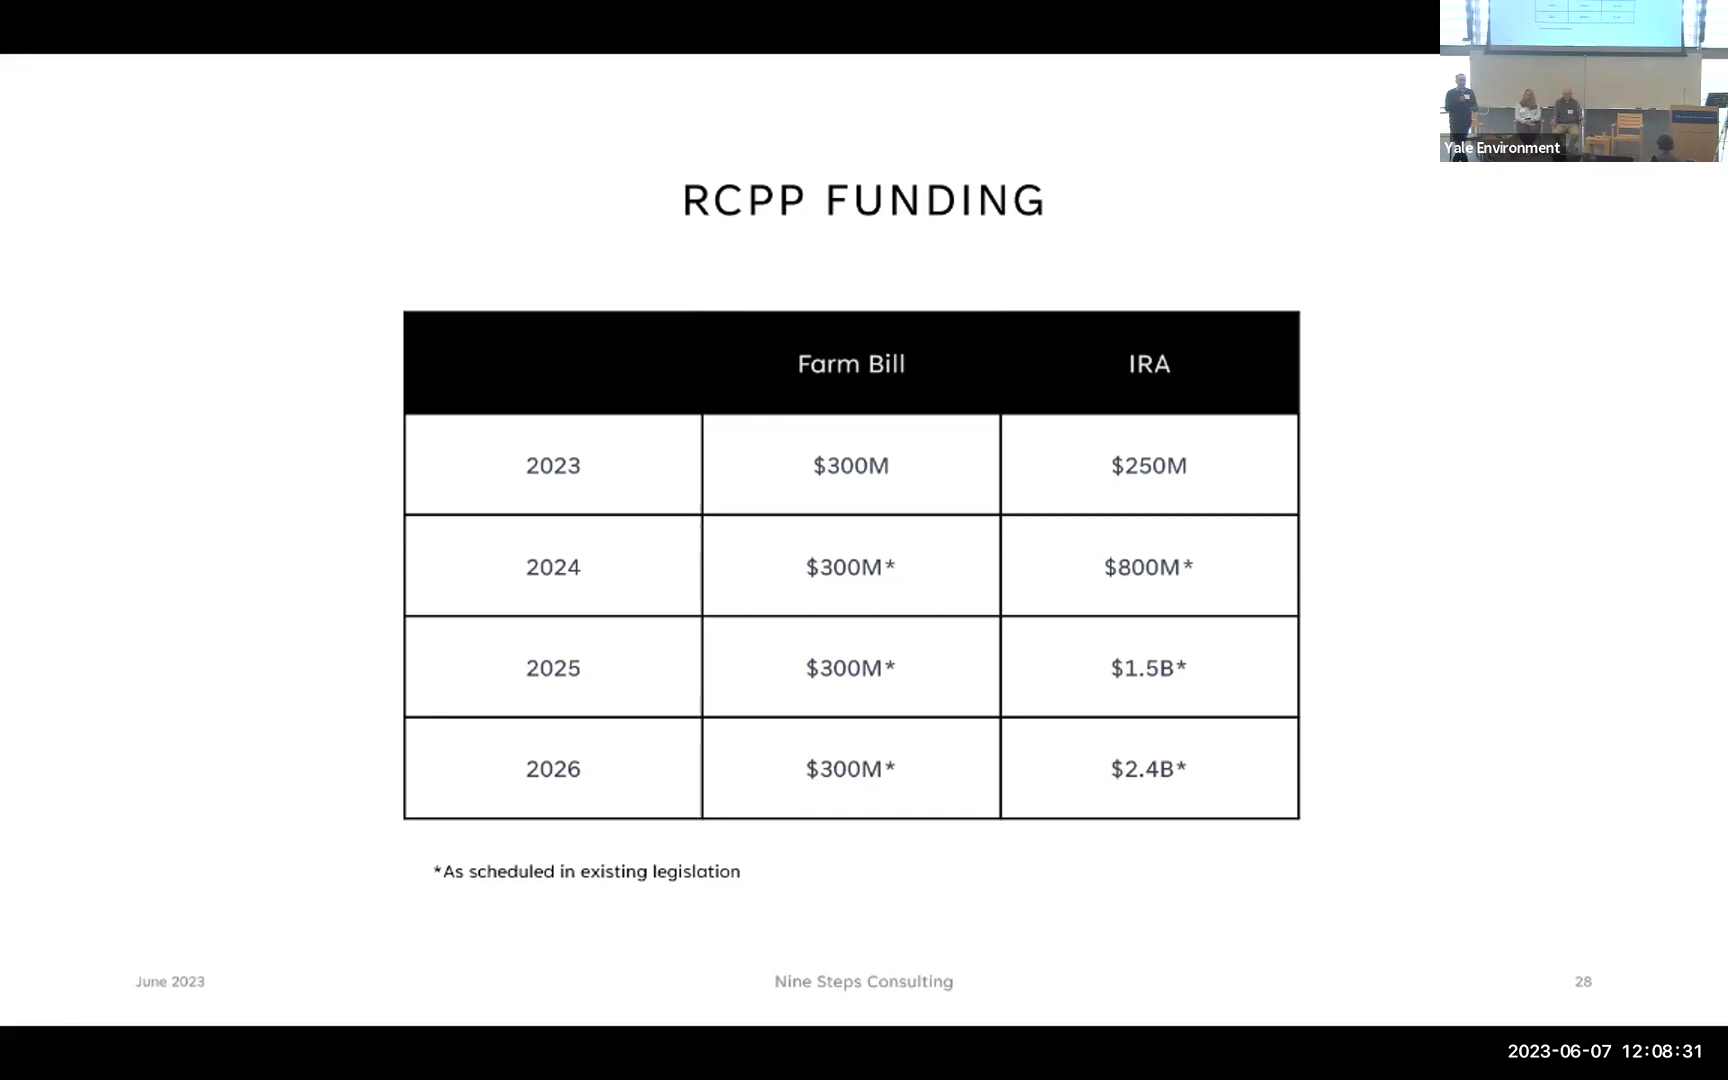 Yale Environment
RCPP FUNDING
Farm Bill IRA
2023 $300M $250M
2024 $300M* $800M*
2025 $300M* $1.5B*
2026 $300M* $2.4B*
*As scheduled in existing legislation
June 2023 Nine Steps Consulting 28
2023-06-07 12:08:31